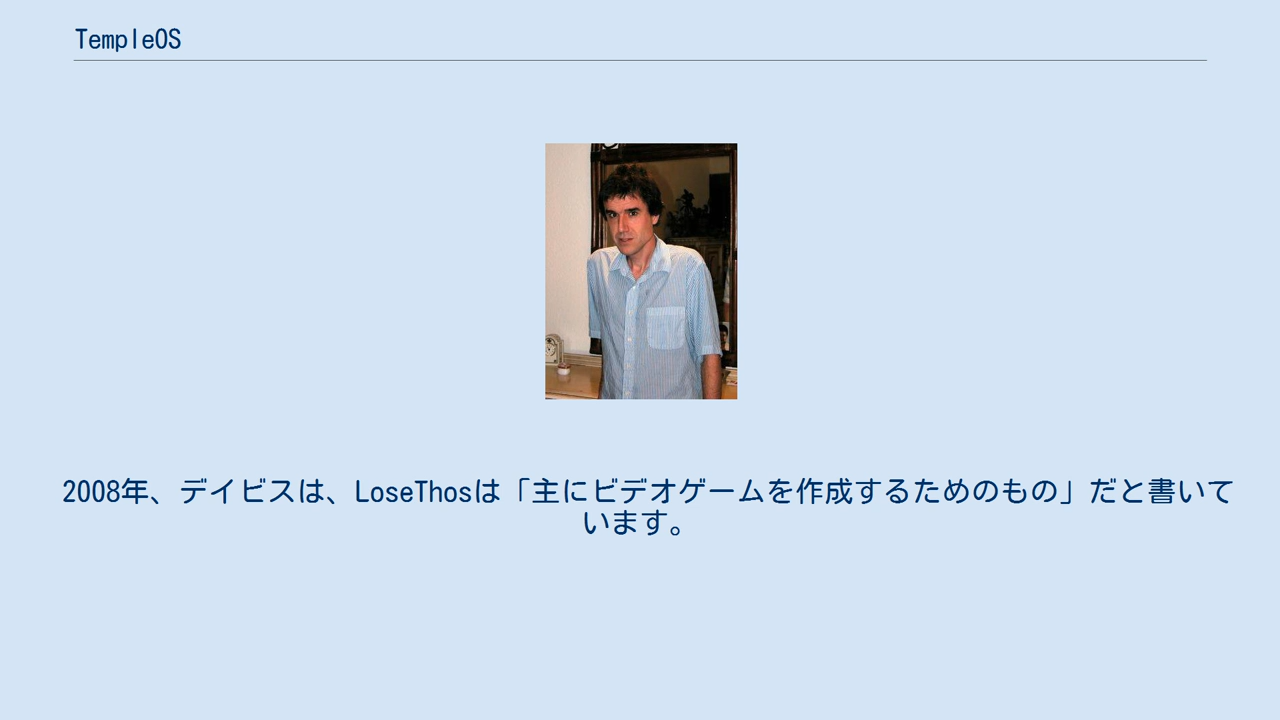 TempleOS
2008年、デイビスは、LoseThosは「主にビデオゲームを作成するためのもの」だと書いて
います。